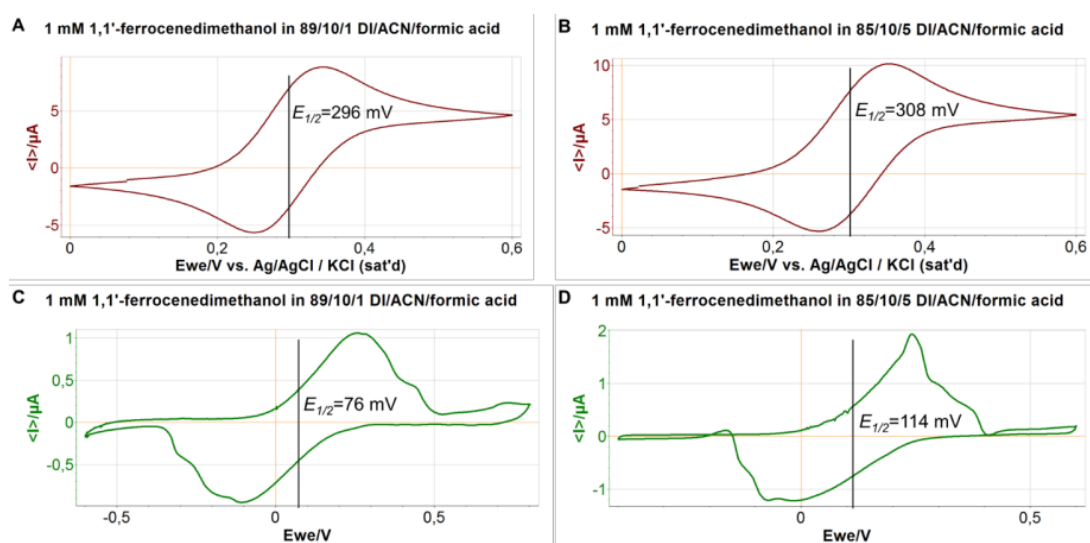 A 1 mM 1,1'-ferrocenedimethanol in 89/10/1 DI/ACN/formic acid
<I>/µA
5
0
-5
E1/2=296 mV
0 0,2 0,4 0,6
Ewe/V vs. Ag/AgCl / KCl (sat'd)
B 1 mM 1,1'-ferrocenedimethanol in 85/10/5 DI/ACN/formic acid
<I>/µA
10
5
0
-5
E1/2=308 mV
0 0,2 0,4 0,6
Ewe/V vs. Ag/AgCl / KCl (sat'd)
C 1 mM 1,1'-ferrocenedimethanol in 89/10/1 DI/ACN/formic acid
<I>/µA
1
0,5
0
-0,5
E1/2=76 mV
-0,5 0 0,5
Ewe/V
D 1 mM 1,1'-ferrocenedimethanol in 85/10/5 DI/ACN/formic acid
<I>/µA
2
1
0
-1
E1/2=114 mV
0 0,5
Ewe/V